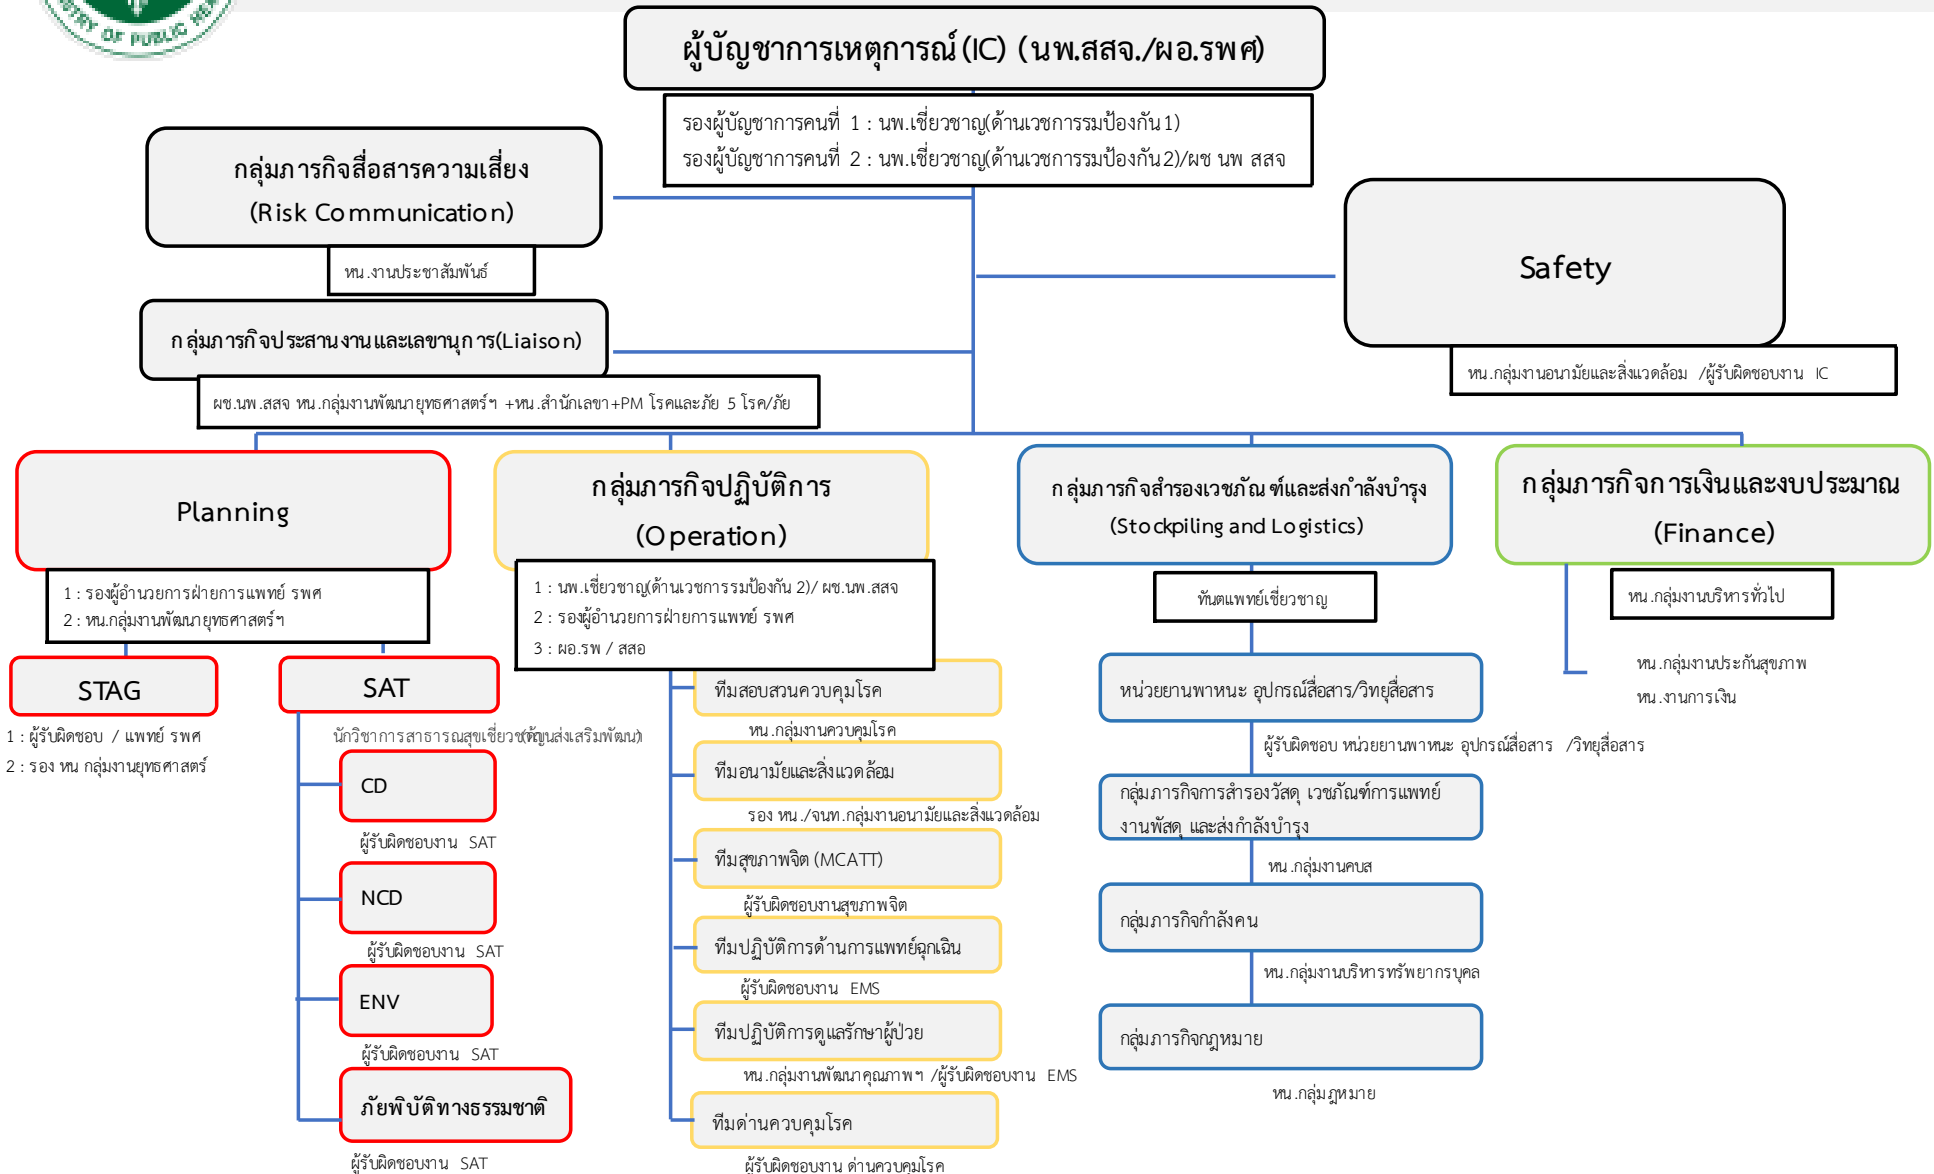 OF PUBLIC
ผู้บัญชาการเหตุการณ์ (IC) (นพ.สสจ./ผอ.รพศ)
รองผู้บัญชาการคนที่ 1 : นพ.เชี่ยวชาญ(ด้านเวชการรมป้องกัน1)
รองผู้บัญชาการคนที่ 2 : นพ.เชี่ยวชาญ(ด้านเวชการรมป้องกัน2)/ผช นพ สสจ
กลุ่มภารกิจสื่อสารความเสี่ยง
(Risk Communication)
หน.งานประชาสัมพันธ์
Safety
หน.กลุ่มงานอนามัยและสิ่งแวดล้อม /ผู้รับผิดชอบงาน IC
กลุ่มภารกิจประสานงานและเลขานุการ(Liaison)
ผช.นพ.สสจ หน.กลุ่มงานพัฒนายุทธศาสตร์ฯ +หน.สำนักเลขา+PM โรคและภัย 5 โรค/ภัย
Planning
1 : รองผู้อำนวยการฝ่ายการแพทย์ รพศ
2 : หน.กลุ่มงานพัฒนายุทธศาสตร์ฯ
STAG
1 : ผู้รับผิดชอบ / แพทย์ รพศ
2 : รอง หน กลุ่มงานยุทธศาสตร์
SAT
นักวิชาการสาธารณสุขเชี่ยวชาญ(ด้านส่งเสริมพัฒนา)
CD
ผู้รับผิดชอบงาน SAT
NCD
ผู้รับผิดชอบงาน SAT
ENV
ผู้รับผิดชอบงาน SAT
ภัยพิบัติทางธรรมชาติ
ผู้รับผิดชอบงาน SAT
กลุ่มภารกิจปฏิบัติการ
(Operation)
1 : นพ.เชี่ยวชาญ(ด้านเวชการรมป้องกัน 2)/ ผช.นพ.สสจ
2 : รองผู้อำนวยการฝ่ายการแพทย์ รพศ
3 : ผอ.รพ / สสอ
ทีมสอบสวนควบคุมโรค
หน.กลุ่มงานควบคุมโรค
ทีมอนามัยและสิ่งแวดล้อม
รอง หน./จนท.กลุ่มงานอนามัยและสิ่งแวดล้อม
ทีมสุขภาพจิต (MCATT)
ผู้รับผิดชอบงานสุขภาพจิต
ทีมปฏิบัติการด้านการแพทย์ฉุกเฉิน
ผู้รับผิดชอบงาน EMS
ทีมปฏิบัติการดูแลรักษาผู้ป่วย
หน.กลุ่มงานพัฒนาคุณภาพฯ /ผู้รับผิดชอบงาน EMS
ทีมด่านควบคุมโรค
ผู้รับผิดชอบงาน ด่านควบคุมโรค
กลุ่มภารกิจสำรองเวชภัณฑ์และส่งกำลังบำรุง
(Stockpiling and Logistics)
ทันตแพทย์เชี่ยวชาญ
หน่วยยานพาหนะ อุปกรณ์สื่อสาร/วิทยุสื่อสาร
ผู้รับผิดชอบ หน่วยยานพาหนะ อุปกรณ์สื่อสาร /วิทยุสื่อสาร
กลุ่มภารกิจการสำรองวัสดุ เวชภัณฑ์การแพทย์
งานพัสดุ และส่งกำลังบำรุง
หน.กลุ่มงานคบส
กลุ่มภารกิจกำลังคน
หน.กลุ่มงานบริหารทรัพยากรบุคล
กลุ่มภารกิจกฎหมาย
หน.กลุ่มฎหมาย
กลุ่มภารกิจการเงินและงบประมาณ
(Finance)
หน.กลุ่มงานบริหารทั่วไป
หน.กลุ่มงานประกันสุขภาพ
หน.งานการเงิน